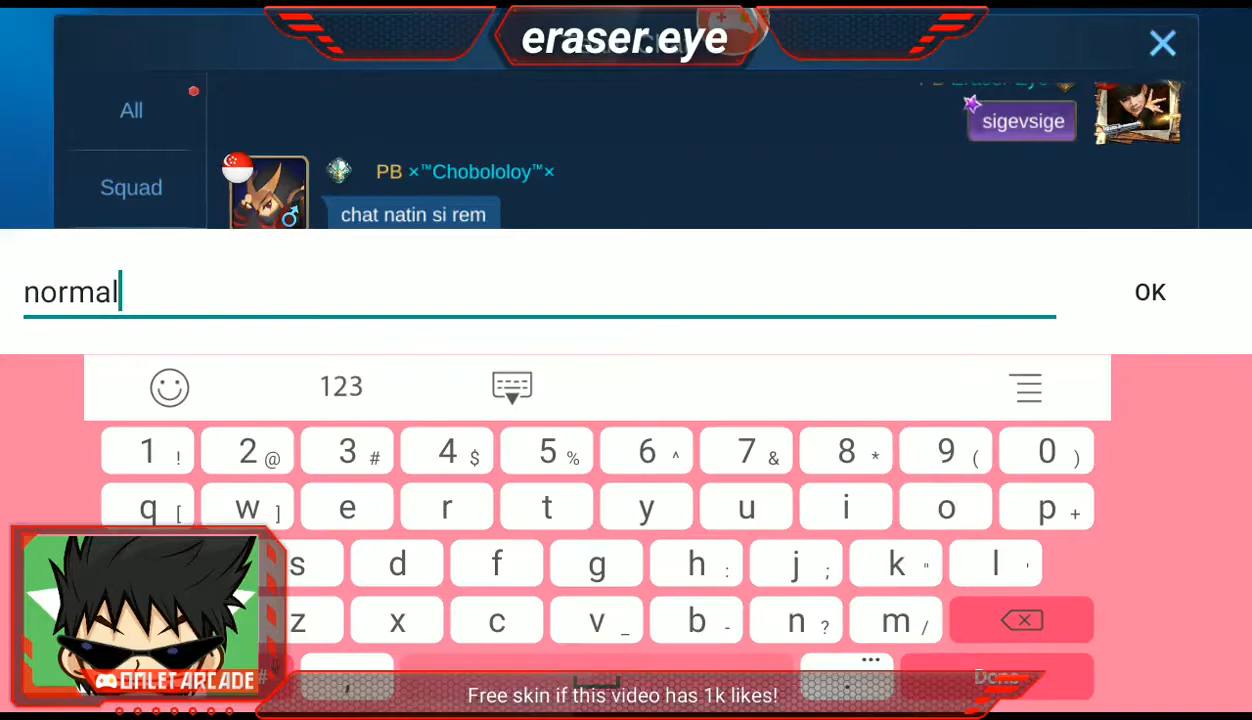 eraser.eye
All
sigevsige
PB ×™Chobololoy™×
Squad
chat natin si rem
normal
OK
123
1 ! 2 @ 3 # 4 $ 5 % 6 ^ 7 & 8 * 9 ( 0 )
q [ w ] e r t y u i o p +
s d f g h : j ; k " l '
z x c v _ b - n ? m /
OMLET ARCADE
# , . Done
Free skin if this video has 1k likes!